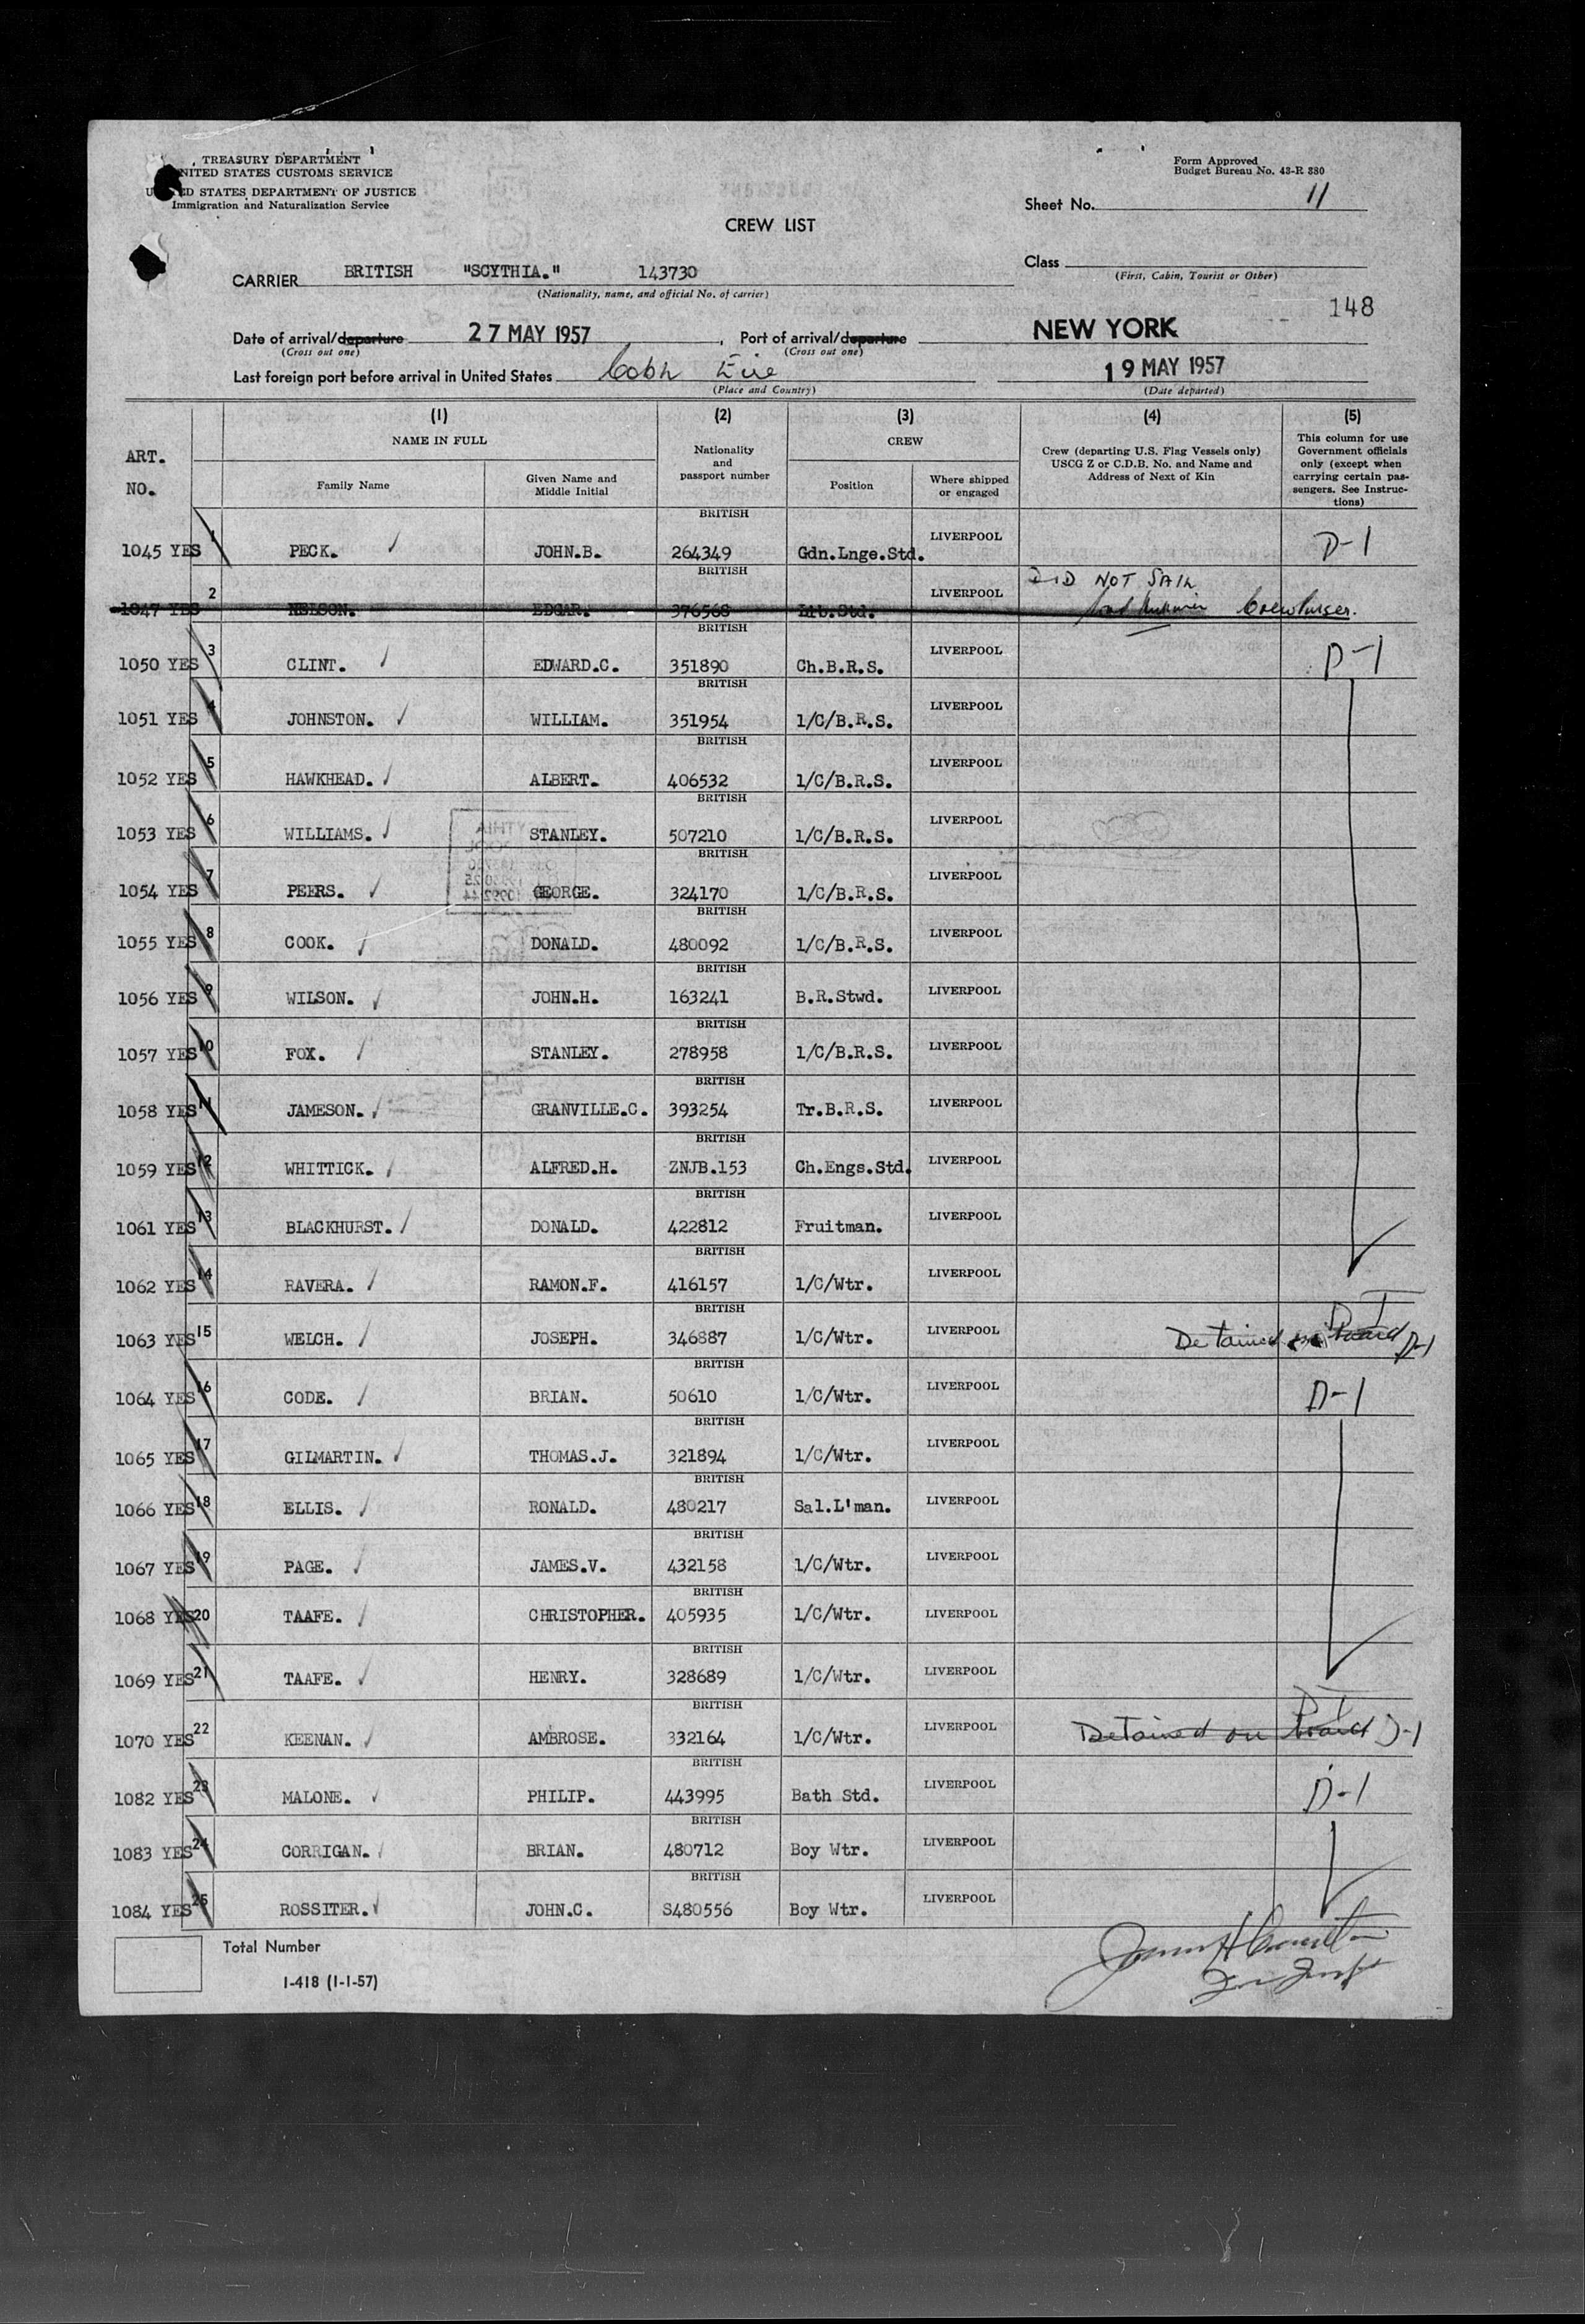 TREASURY DEPARTMENT
UNITED STATES CUSTOMS SERVICE
UNITED STATES DEPARTMENT OF JUSTICE
Immigration and Naturalization Service
Form Approved
Budget Bureau No. 43-R 380
Sheet No. 11
CREW LIST
Class
(First, Cabin, Tourist or Other)
CARRIER BRITISH "SCYTHIA." 143730
(Nationality, name, and official No. of carrier)
148
Date of arrival/departure 27 MAY 1957, Port of arrival/departure NEW YORK
(Cross out one) (Cross out one)
Last foreign port before arrival in United States Cobh Eire 19 MAY 1957
(Place and Country) (Date departed)
ART. NO.
(1) NAME IN FULL
Family Name
Given Name and Middle Initial
(2) Nationality and passport number
(3) CREW
Position
Where shipped or engaged
(4) Crew (departing U.S. Flag Vessels only) USCG Z or C.D.B. No. and Name and Address of Next of Kin
(5) This column for use Government officials only (except when carrying certain passengers. See Instructions)
1045 YES 1 PECK. JOHN.B. BRITISH 264349 Gdn.Lnge.Std. LIVERPOOL D-1
1047 YES 2 NELSON. EDGAR. BRITISH 376568 Lib.Std. LIVERPOOL DID NOT SAIL Crew Purser.
1050 YES 3 CLINT. EDWARD.C. BRITISH 351890 Ch.B.R.S. LIVERPOOL D-1
1051 YES 4 JOHNSTON. WILLIAM. BRITISH 351954 1/C/B.R.S. LIVERPOOL
1052 YES 5 HAWKHEAD. ALBERT. BRITISH 406532 1/C/B.R.S. LIVERPOOL
1053 YES 6 WILLIAMS. STANLEY. BRITISH 507210 1/C/B.R.S. LIVERPOOL
1054 YES 7 PEERS. GEORGE. BRITISH 324170 1/C/B.R.S. LIVERPOOL
1055 YES 8 COOK. DONALD. BRITISH 480092 1/C/B.R.S. LIVERPOOL
1056 YES 9 WILSON. JOHN.H. BRITISH 163241 B.R.Stwd. LIVERPOOL
1057 YES 10 FOX. STANLEY. BRITISH 278958 1/C/B.R.S. LIVERPOOL
1058 YES 11 JAMESON. GRANVILLE.C. BRITISH 393254 Tr.B.R.S. LIVERPOOL
1059 YES 12 WHITTICK. ALFRED.H. BRITISH ZNJB.153 Ch.Engs.Std. LIVERPOOL
1061 YES 13 BLACKHURST. DONALD. BRITISH 422812 Fruitman. LIVERPOOL
1062 YES 14 RAVERA. RAMON.F. BRITISH 416157 1/C/Wtr. LIVERPOOL
1063 YES 15 WELCH. JOSEPH. BRITISH 346887 1/C/Wtr. LIVERPOOL Detained on board D-1
1064 YES 16 CODE. BRIAN. BRITISH 50610 1/C/Wtr. LIVERPOOL D-1
1065 YES 17 GILMARTIN. THOMAS.J. BRITISH 321894 1/C/Wtr. LIVERPOOL
1066 YES 18 ELLIS. RONALD. BRITISH 480217 Sal.L'man. LIVERPOOL
1067 YES 19 PAGE. JAMES.V. BRITISH 432158 1/C/Wtr. LIVERPOOL
1068 YES 20 TAAFE. CHRISTOPHER. BRITISH 405935 1/C/Wtr. LIVERPOOL
1069 YES 21 TAAFE. HENRY. BRITISH 328689 1/C/Wtr. LIVERPOOL
1070 YES 22 KEENAN. AMBROSE. BRITISH 332164 1/C/Wtr. LIVERPOOL Detained on board D-1
1082 YES 23 MALONE. PHILIP. BRITISH 443995 Bath Std. LIVERPOOL D-1
1083 YES 24 CORRIGAN. BRIAN. BRITISH 480712 Boy Wtr. LIVERPOOL
1084 YES 25 ROSSITER. JOHN.C. BRITISH S480556 Boy Wtr. LIVERPOOL
Total Number
I-418 (1-1-57)